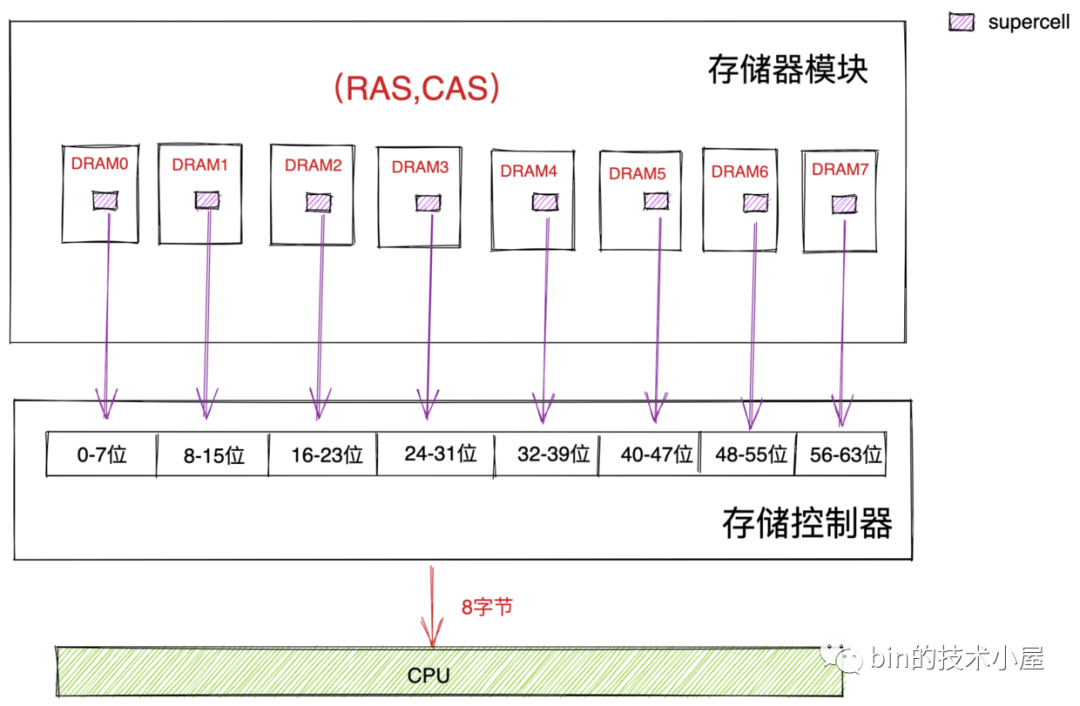 supercell
存储器模块
(RAS,CAS)
DRAM0 DRAM1 DRAM2 DRAM3 DRAM4 DRAM5 DRAM6 DRAM7
0-7位 8-15位 16-23位 24-31位 32-39位 40-47位 48-55位 56-63位
存储控制器
8字节
CPU
bin的技术小屋